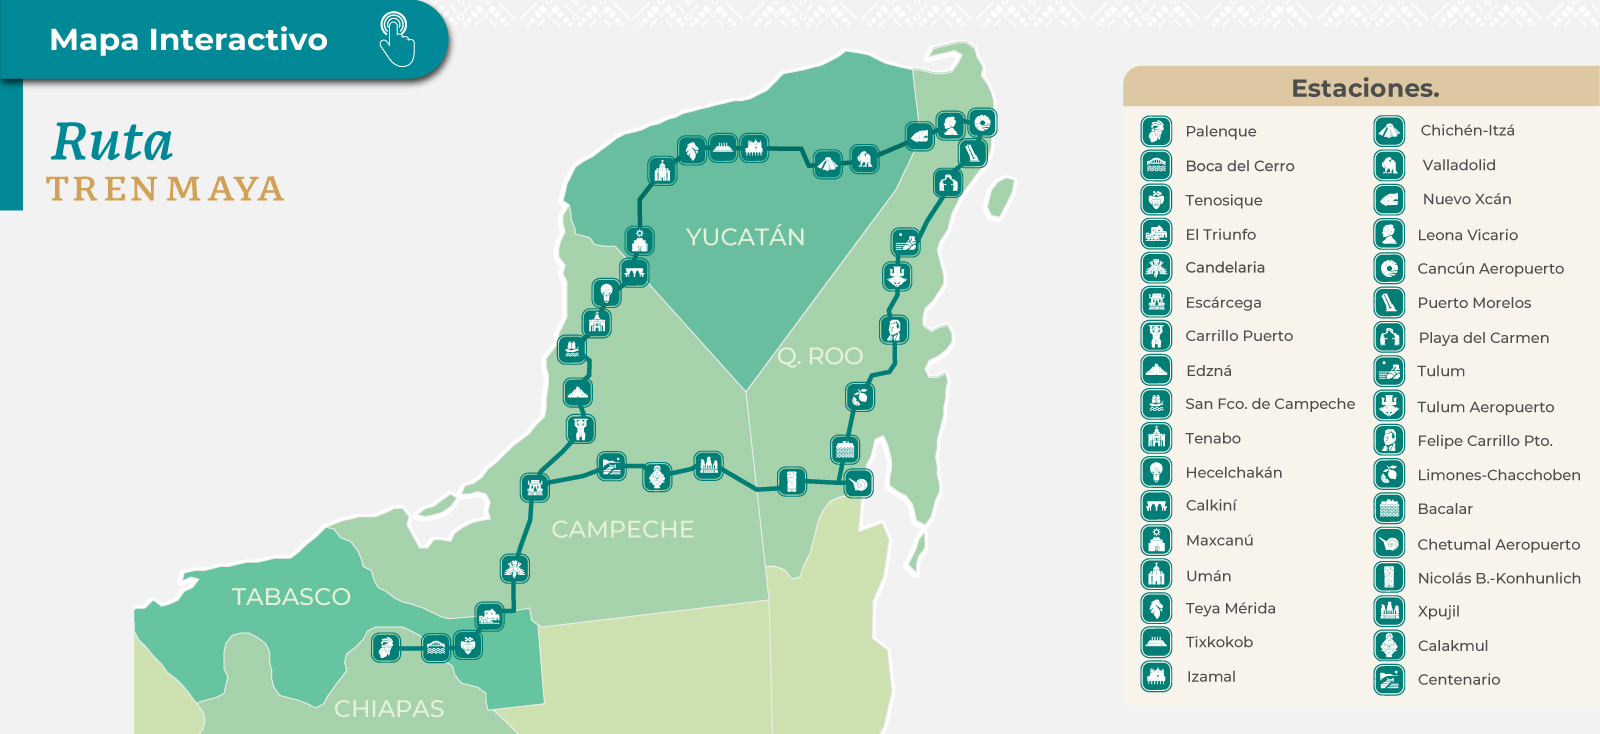 Mapa Interactivo
Ruta
TREN MAYA
YUCATÁN
Q. ROO
CAMPECHE
TABASCO
CHIAPAS
Estaciones.
Palenque
Boca del Cerro
Tenosique
El Triunfo
Candelaria
Escárcega
Carrillo Puerto
Edzná
San Fco. de Campeche
Tenabo
Hecelchakán
Calkiní
Maxcanú
Umán
Teya Mérida
Tixkokob
Izamal
Chichén-Itzá
Valladolid
Nuevo Xcán
Leona Vicario
Cancún Aeropuerto
Puerto Morelos
Playa del Carmen
Tulum
Tulum Aeropuerto
Felipe Carrillo Pto.
Limones-Chacchoben
Bacalar
Chetumal Aeropuerto
Nicolás B.-Konhunlich
Xpujil
Calakmul
Centenario